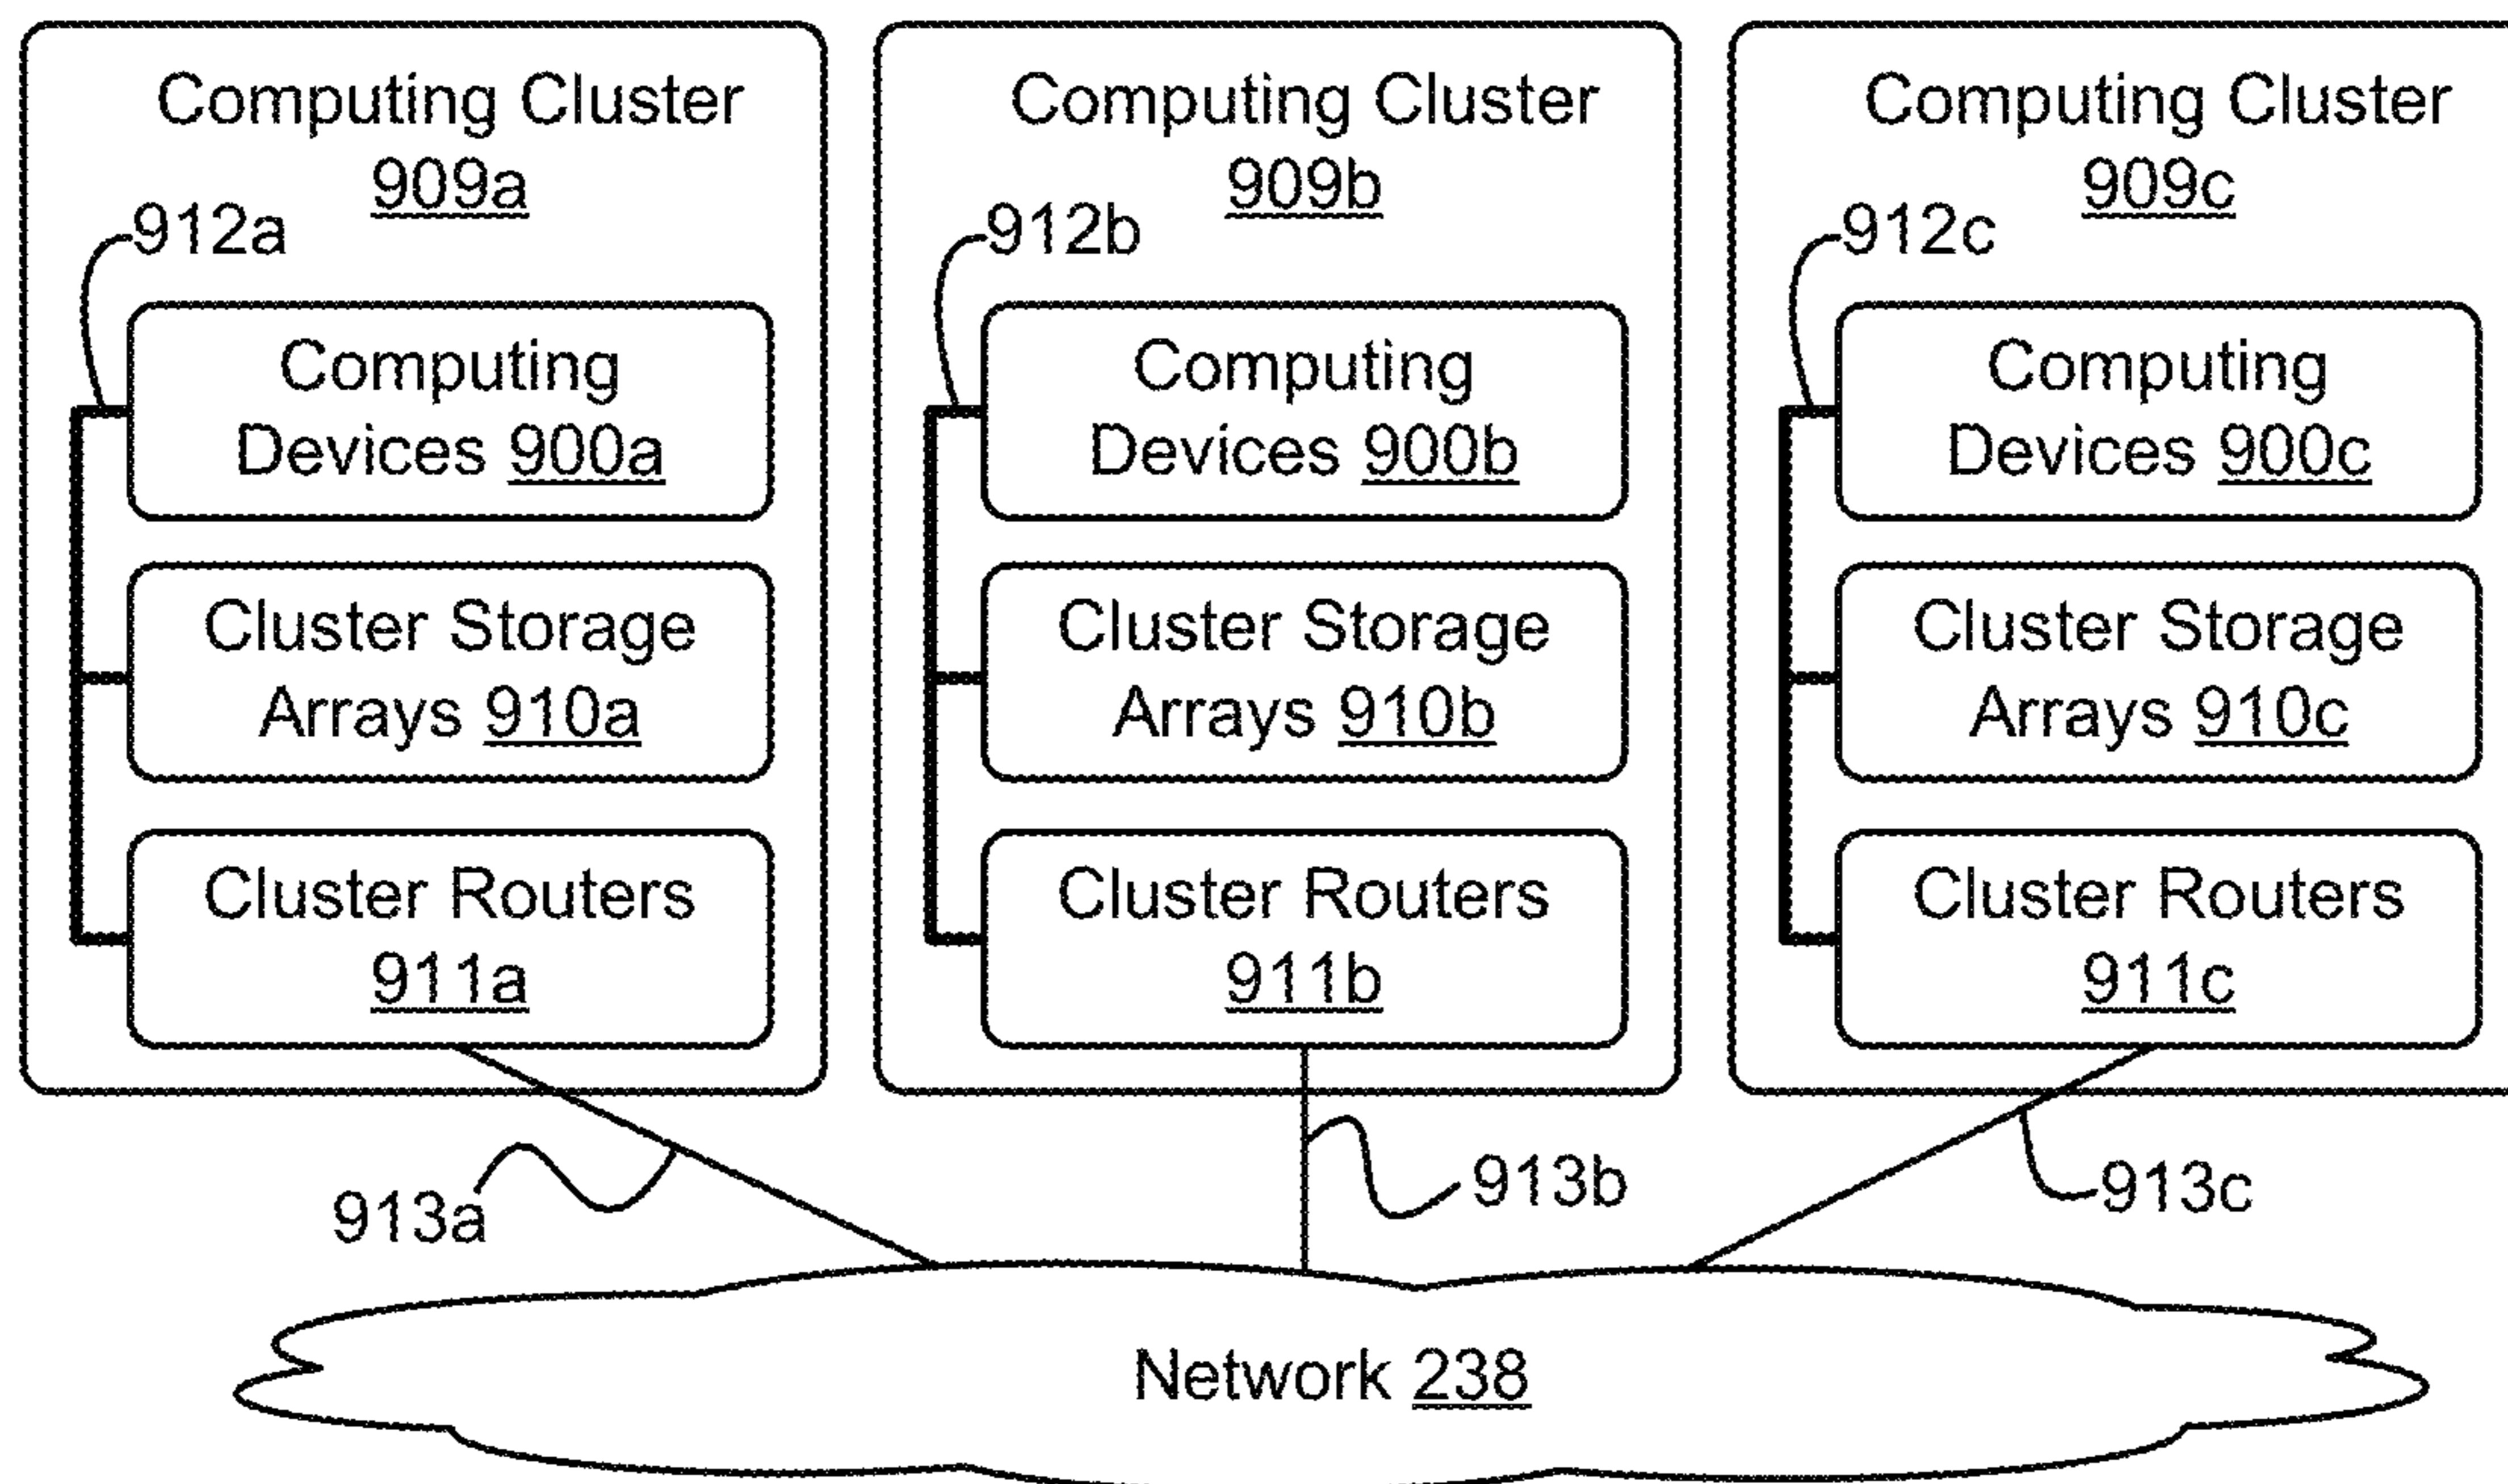 Computing Cluster
909a
912a
Computing
Devices 900a
Cluster Storage
Arrays 910a
Cluster Routers
911a
Computing Cluster
909b
912b
Computing
Devices 900b
Cluster Storage
Arrays 910b
Cluster Routers
911b
Computing Cluster
909c
912c
Computing
Devices 900c
Cluster Storage
Arrays 910c
Cluster Routers
911c
913a
913b
913c
Network 238